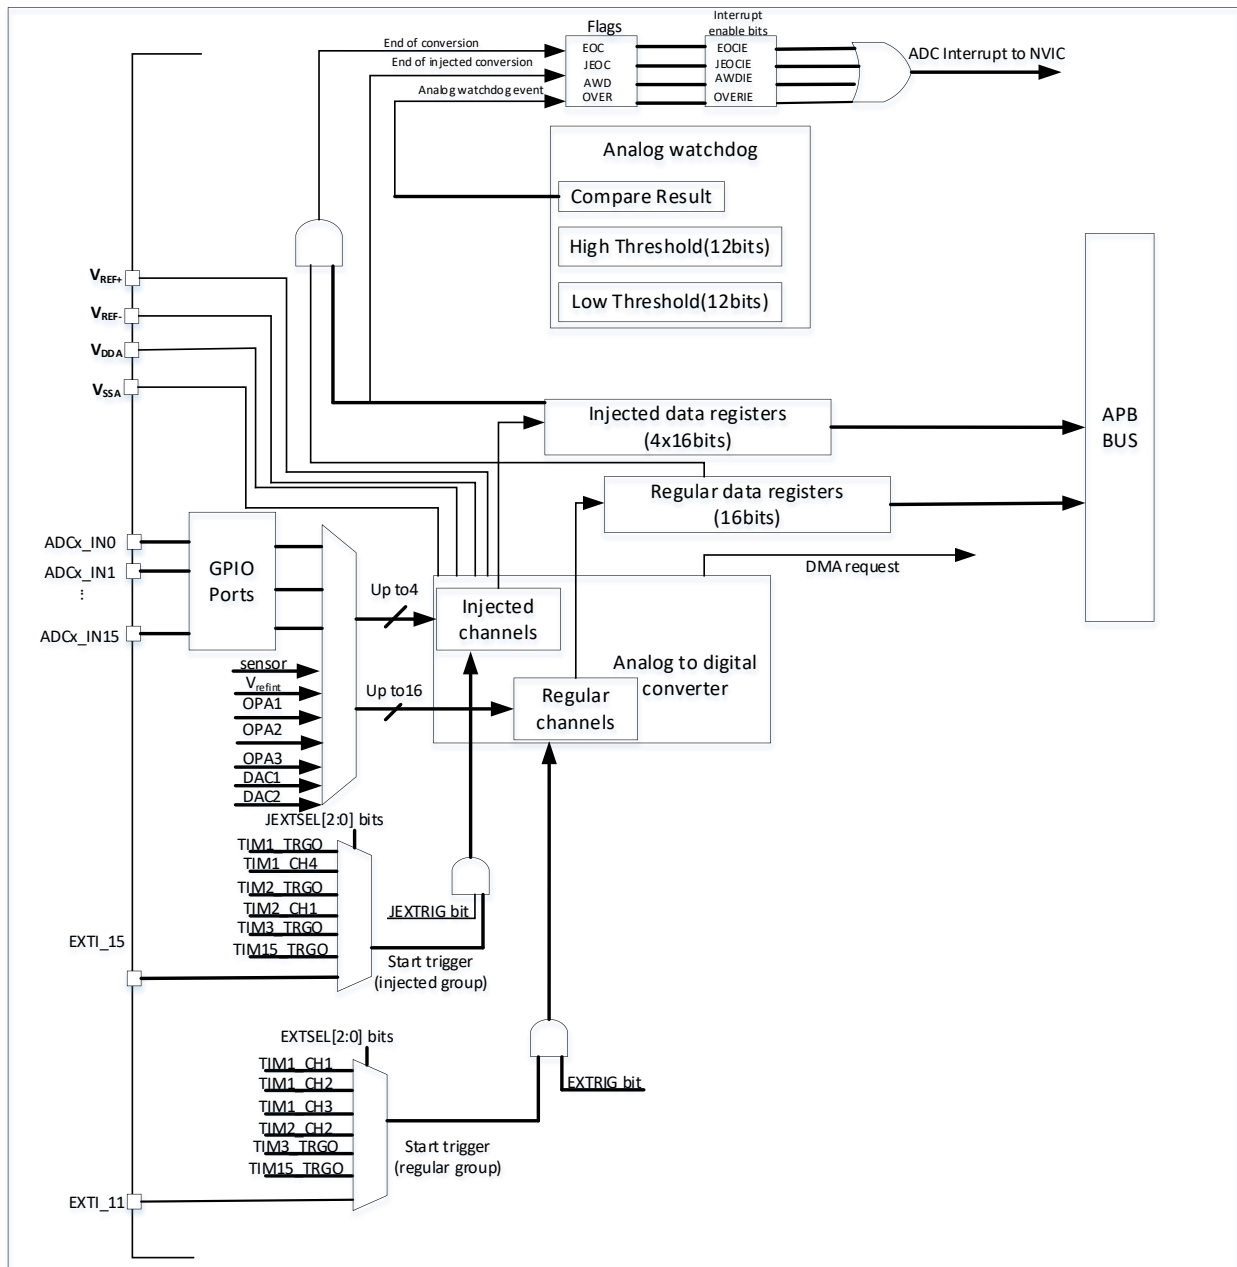 Flags
Interrupt
enable bits
End of conversion
EOC
EOCIE
ADC Interrupt to NVIC
End of injected conversion
JEOC
JEOCIE
AWD
AWDIE
Analog watchdog event
OVER
OVERIE
Analog watchdog
Compare Result
High Threshold(12bits)
Low Threshold(12bits)
VREF+
VREF-
VDDA
VSSA
Injected data registers
(4x16bits)
APB
BUS
Regular data registers
(16bits)
DMA request
ADCx_IN0
ADCx_IN1
⋮
ADCx_IN15
GPIO
Ports
Up to4
Injected
channels
Analog to digital
converter
sensor
Vrefint
OPA1
OPA2
OPA3
DAC1
DAC2
Up to16
Regular
channels
JEXTSEL[2:0] bits
TIM1_TRGO
TIM1_CH4
TIM2_TRGO
TIM2_CH1
TIM3_TRGO
TIM15_TRGO
JEXTRIG bit
EXTI_15
Start trigger
(injected group)
EXTSEL[2:0] bits
TIM1_CH1
TIM1_CH2
TIM1_CH3
TIM2_CH2
TIM3_TRGO
TIM15_TRGO
EXTRIG bit
Start trigger
(regular group)
EXTI_11